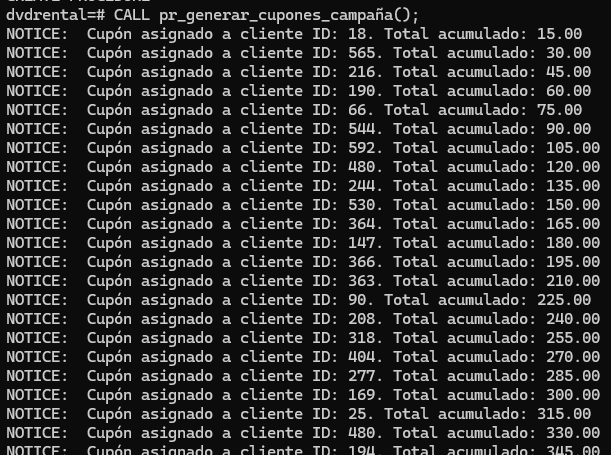 CREATE PROCEDURE
dvdrental=# CALL pr_generar_cupones_campaña();
NOTICE:  Cupón asignado a cliente ID: 18. Total acumulado: 15.00
NOTICE:  Cupón asignado a cliente ID: 565. Total acumulado: 30.00
NOTICE:  Cupón asignado a cliente ID: 216. Total acumulado: 45.00
NOTICE:  Cupón asignado a cliente ID: 190. Total acumulado: 60.00
NOTICE:  Cupón asignado a cliente ID: 66. Total acumulado: 75.00
NOTICE:  Cupón asignado a cliente ID: 544. Total acumulado: 90.00
NOTICE:  Cupón asignado a cliente ID: 592. Total acumulado: 105.00
NOTICE:  Cupón asignado a cliente ID: 480. Total acumulado: 120.00
NOTICE:  Cupón asignado a cliente ID: 244. Total acumulado: 135.00
NOTICE:  Cupón asignado a cliente ID: 530. Total acumulado: 150.00
NOTICE:  Cupón asignado a cliente ID: 364. Total acumulado: 165.00
NOTICE:  Cupón asignado a cliente ID: 147. Total acumulado: 180.00
NOTICE:  Cupón asignado a cliente ID: 366. Total acumulado: 195.00
NOTICE:  Cupón asignado a cliente ID: 363. Total acumulado: 210.00
NOTICE:  Cupón asignado a cliente ID: 90. Total acumulado: 225.00
NOTICE:  Cupón asignado a cliente ID: 208. Total acumulado: 240.00
NOTICE:  Cupón asignado a cliente ID: 318. Total acumulado: 255.00
NOTICE:  Cupón asignado a cliente ID: 404. Total acumulado: 270.00
NOTICE:  Cupón asignado a cliente ID: 277. Total acumulado: 285.00
NOTICE:  Cupón asignado a cliente ID: 169. Total acumulado: 300.00
NOTICE:  Cupón asignado a cliente ID: 25. Total acumulado: 315.00
NOTICE:  Cupón asignado a cliente ID: 480. Total acumulado: 330.00
NOTICE:  Cupón asignado a cliente ID: 194. Total acumulado: 345.00